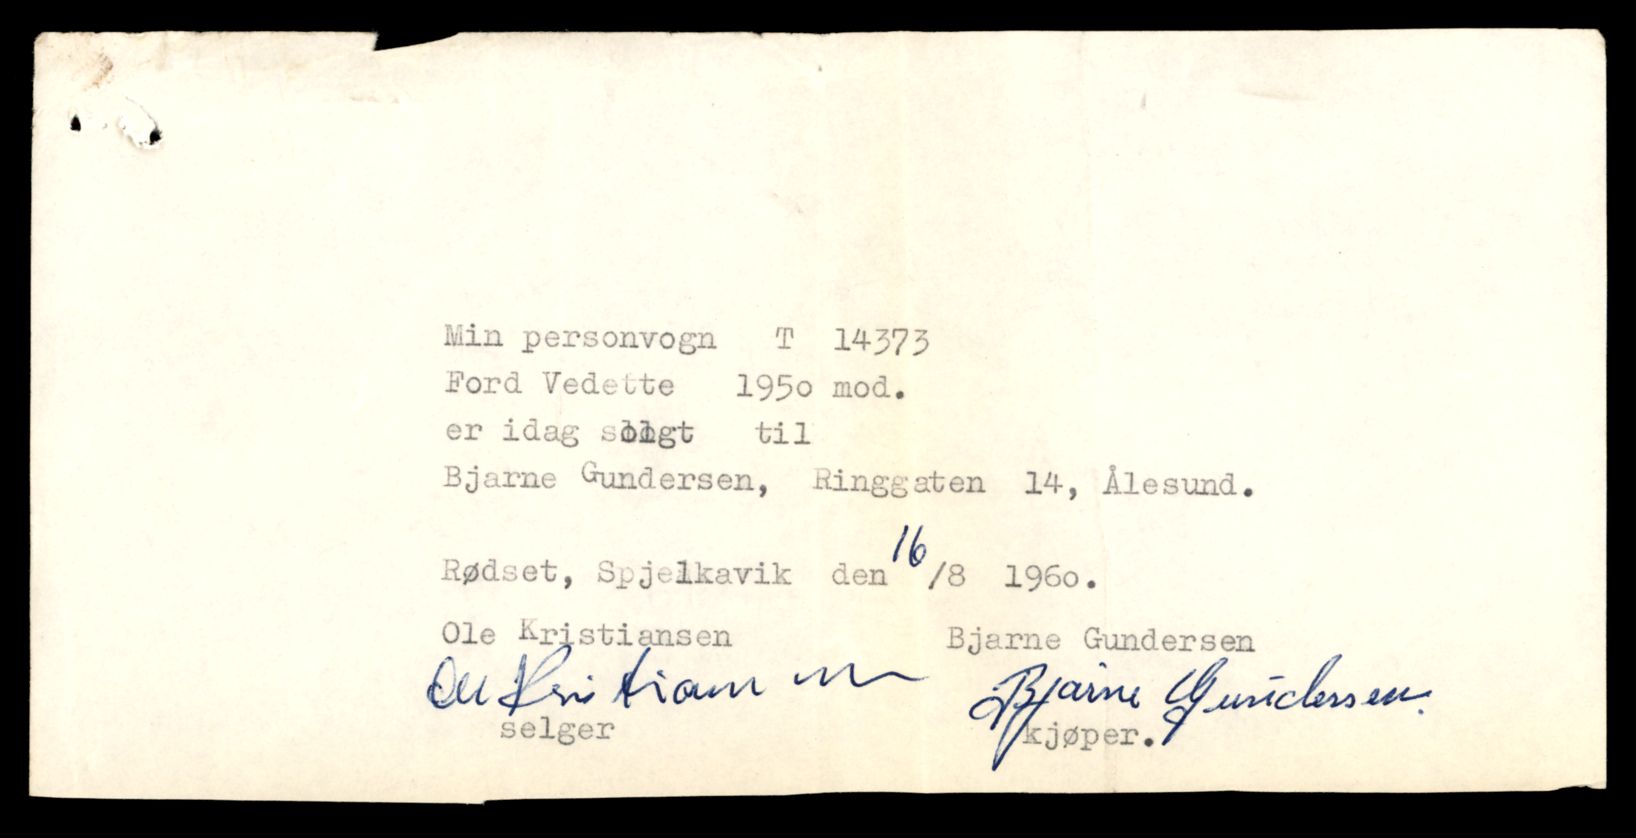 Min personvogn T 14373
Ford Vedette 195o mod.
er idag solgt til
Bjarne Gundersen, Ringgaten 14, Ålesund.
Rødset, Spjelkavik den 16/8 196o.
Ole Kristiansen Bjarne Gundersen
Ole Kristiansen Bjarne Gundersen.
selger kjøper.